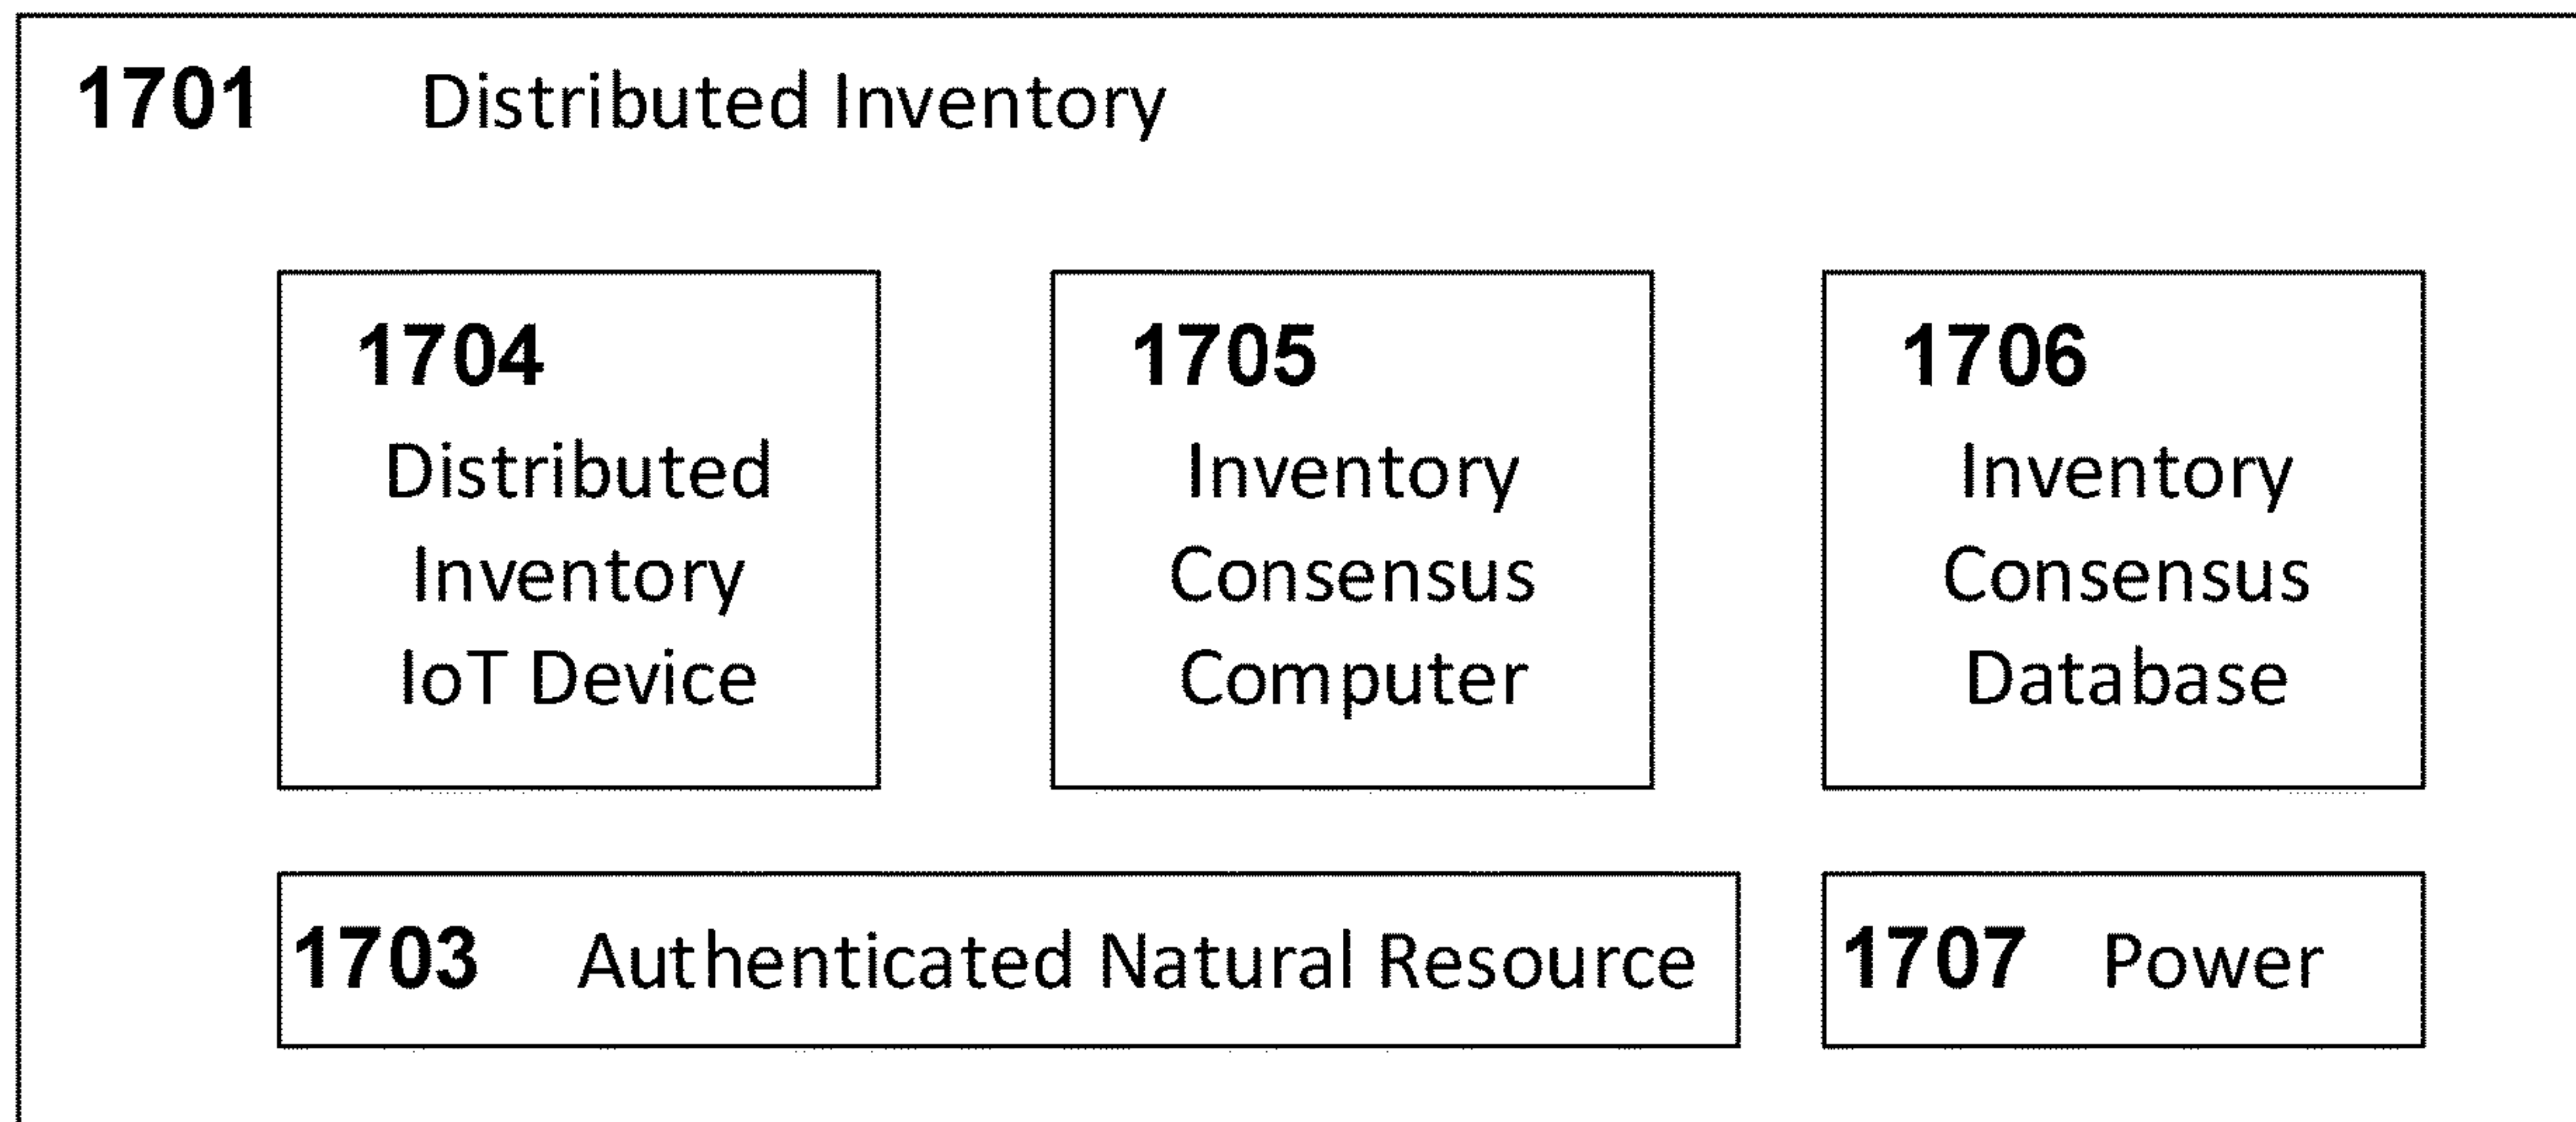 1701 Distributed Inventory
1704
Distributed
Inventory
IoT Device
1705
Inventory
Consensus
Computer
1706
Inventory
Consensus
Database
1703 Authenticated Natural Resource
1707 Power